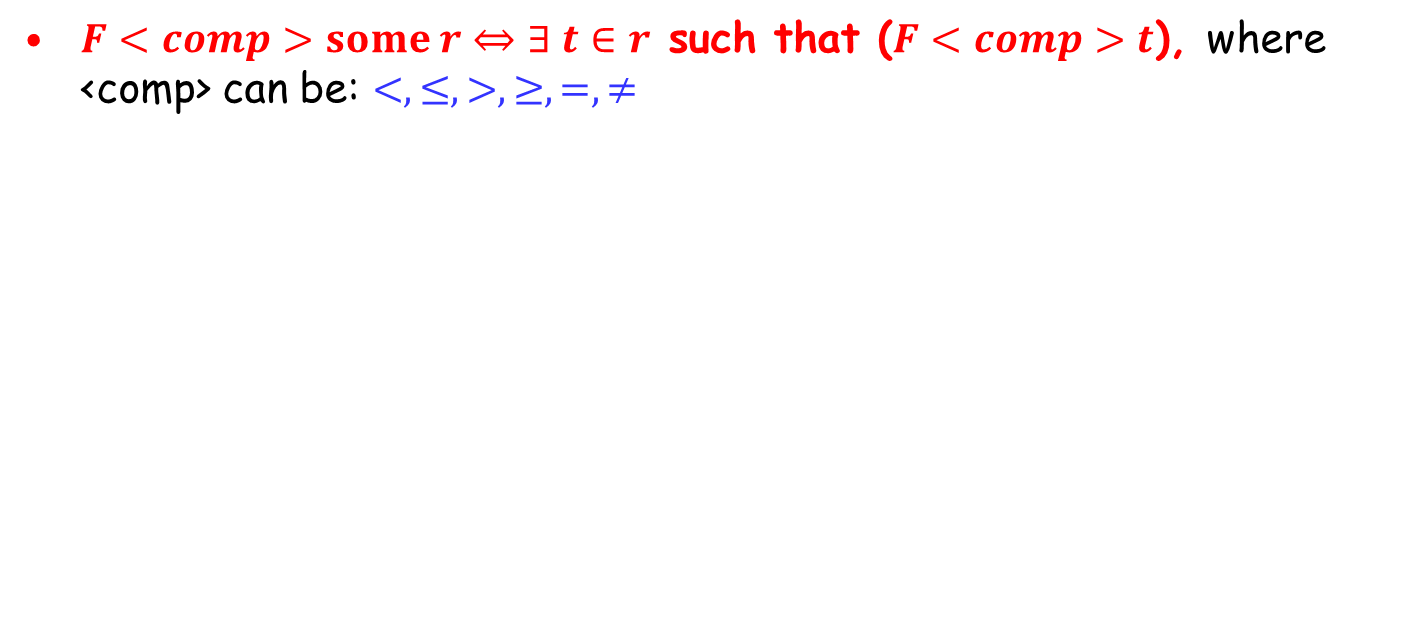 • F < comp > some r ⇔ ∃ t ∈ r such that (F < comp > t), where
<comp> can be: <, ≤, >, ≥, =, ≠